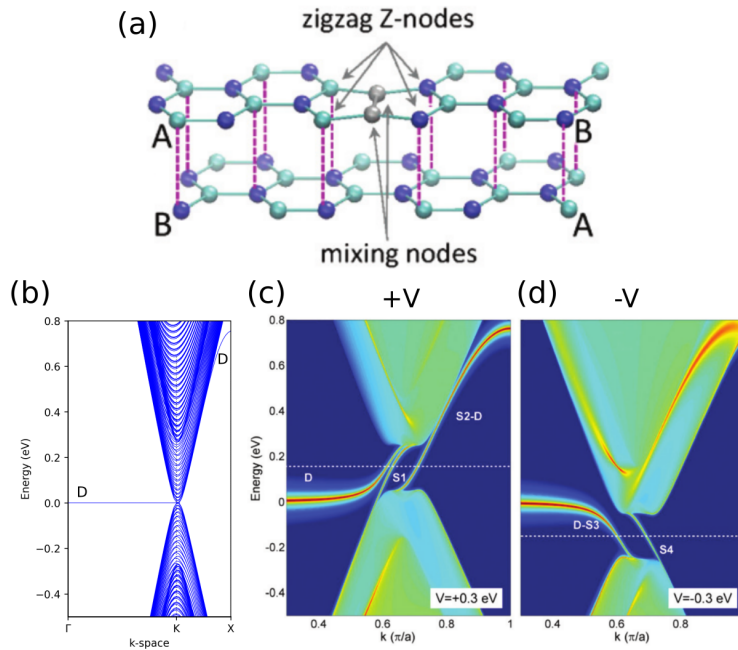 (a)
zigzag Z-nodes
A
B
B
A
mixing nodes
(b)
(c)
+V
(d)
-V
0.8
0.6
0.4
0.2
0.0
−0.2
−0.4
Energy (eV)
D
D
Γ
K
X
k-space
0.8
0.6
0.4
0.2
0
-0.2
-0.4
Energy (eV)
D
S1
S2-D
V=+0.3 eV
0.4
0.6
0.8
1
k (π/a)
D-S3
S4
V=-0.3 eV
0.4
0.6
0.8
k (π/a)